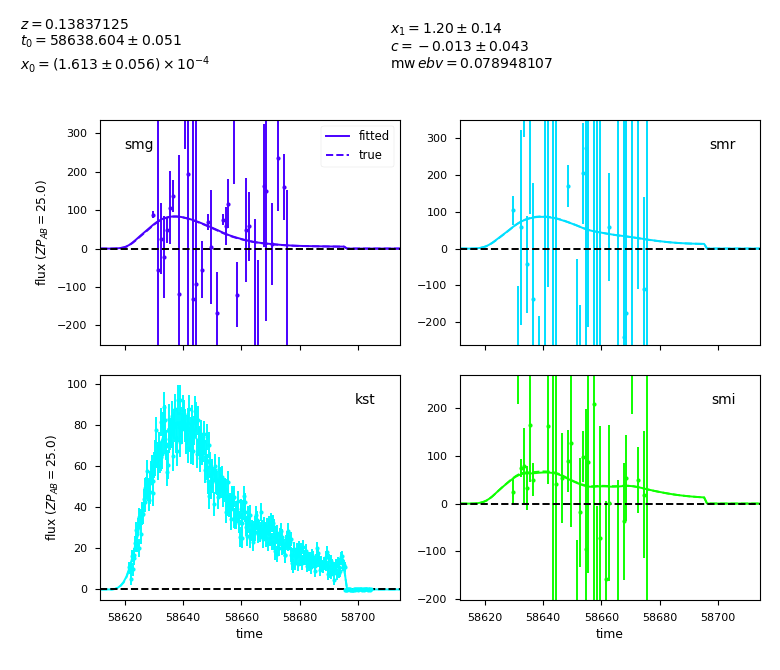 z = 0.13837125
t₀ = 58638.604 ± 0.051
x₀ = (1.613 ± 0.056) × 10⁻⁴
x₁ = 1.20 ± 0.14
c = −0.013 ± 0.043
mw ebv = 0.078948107
smg
fitted
true
300
200
100
0
−100
−200
flux (ZP_AB = 25.0)
smr
300
200
100
0
−100
−200
kst
100
80
60
40
20
0
flux (ZP_AB = 25.0)
58620 58640 58660 58680 58700
time
smi
200
100
0
−100
−200
58620 58640 58660 58680 58700
time